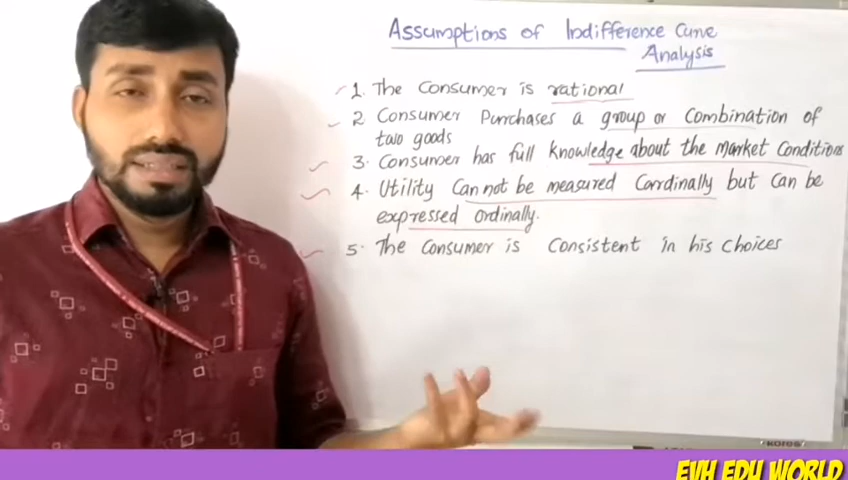 Assumptions of Indifference Curve
Analysis
1. The Consumer is rational
2 Consumer Purchases a group or Combination of
two goods
3. Consumer has full knowledge about the market Conditions
4. Utility Can not be measured Cardinally but Can be
expressed ordinally.
5. The Consumer is Consistent in his choices
KORES
EVH EDU WORLD